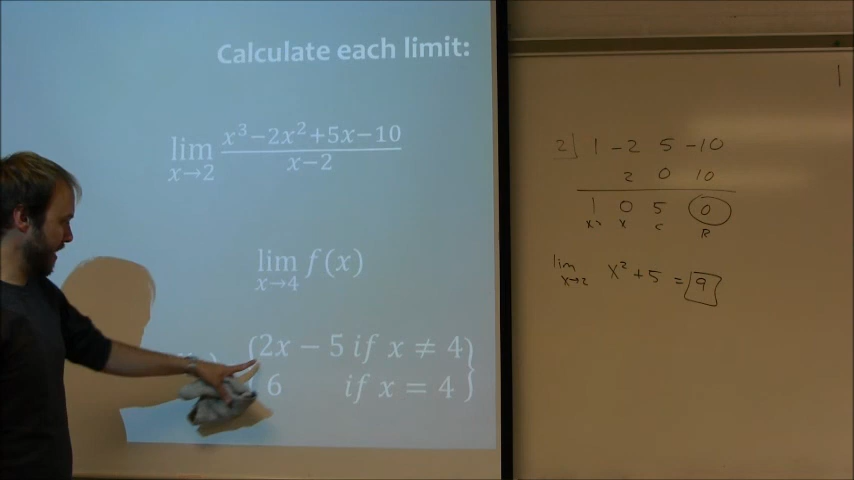 Calculate each limit:
lim x→2 x³−2x²+5x−10 / x−2
lim x→4 f(x)
{2x − 5 if x ≠ 4
6 if x = 4}
2| 1 −2 5 −10
2 0 10
1 0 5 0
x² x c R
lim x→2 x² + 5 = 9